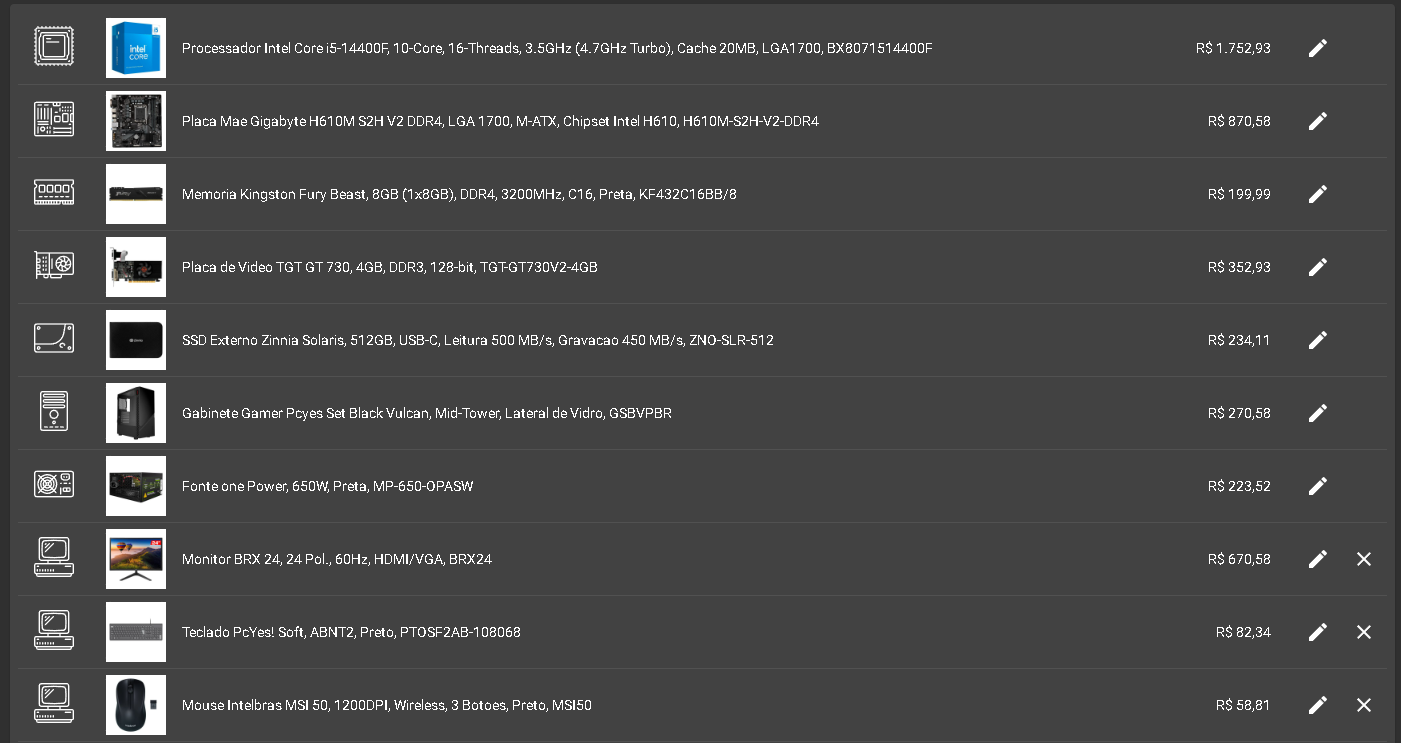 intel
CORE
i5
Processador Intel Core i5-14400F, 10-Core, 16-Threads, 3.5GHz (4.7GHz Turbo), Cache 20MB, LGA1700, BX8071514400F R$ 1.752,93
Placa Mae Gigabyte H610M S2H V2 DDR4, LGA 1700, M-ATX, Chipset Intel H610, H610M-S2H-V2-DDR4 R$ 870,58
Memoria Kingston Fury Beast, 8GB (1x8GB), DDR4, 3200MHz, C16, Preta, KF432C16BB/8 R$ 199,99
Placa de Video TGT GT 730, 4GB, DDR3, 128-bit, TGT-GT730V2-4GB R$ 352,93
SSD Externo Zinnia Solaris, 512GB, USB-C, Leitura 500 MB/s, Gravacao 450 MB/s, ZNO-SLR-512 R$ 234,11
Gabinete Gamer Pcyes Set Black Vulcan, Mid-Tower, Lateral de Vidro, GSBVPBR R$ 270,58
Fonte one Power, 650W, Preta, MP-650-OPASW R$ 223,52
Monitor BRX 24, 24 Pol., 60Hz, HDMI/VGA, BRX24 R$ 670,58
Teclado PcYes! Soft, ABNT2, Preto, PTOSF2AB-108068 R$ 82,34
Mouse Intelbras MSI 50, 1200DPI, Wireless, 3 Botoes, Preto, MSI50 R$ 58,81